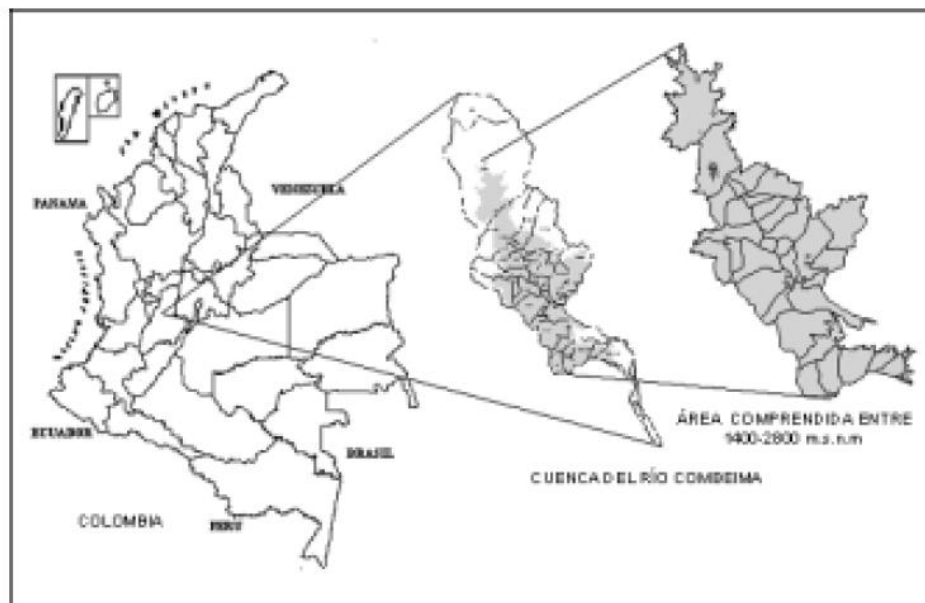 PANAMA
VENEZUELA
ECUADOR
BRASIL
PERU
COLOMBIA
CUENCA DEL RÍO COMBEIMA
ÁREA COMPRENDIDA ENTRE
1400-2800 m.s.n.m